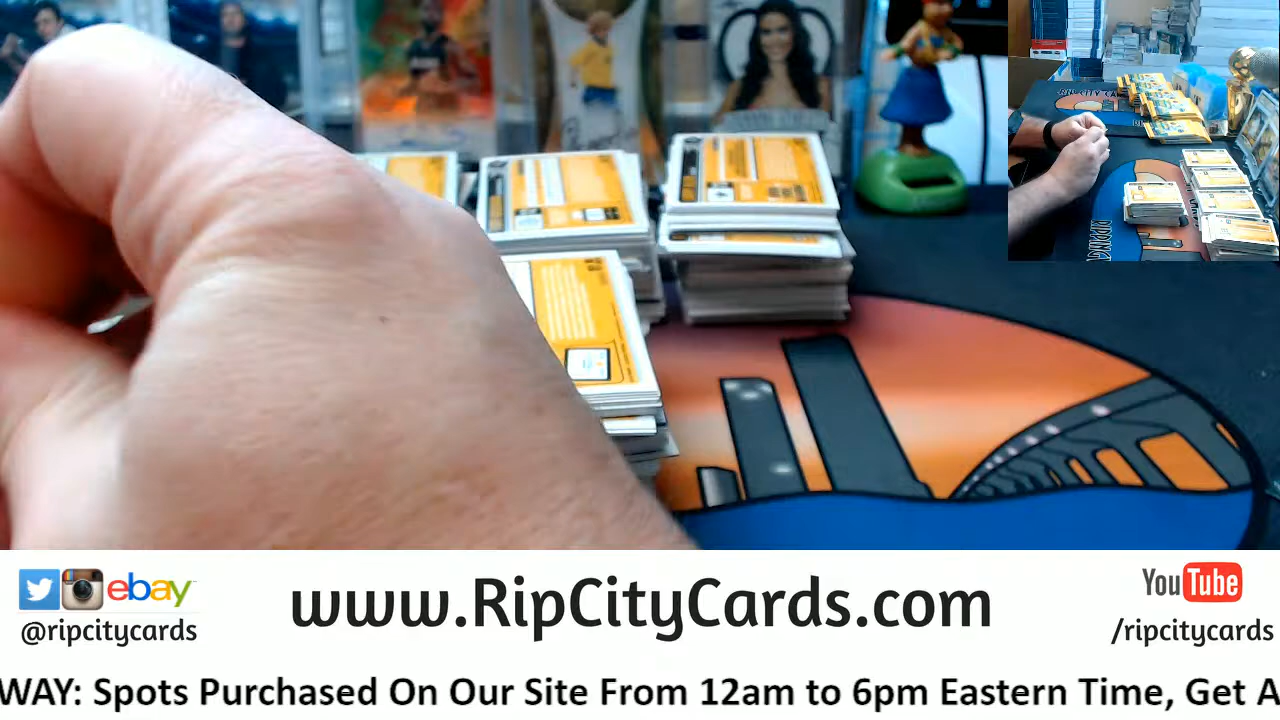 ebay
@ripcitycards
www.RipCityCards.com
YouTube
/ripcitycards
WAY: Spots Purchased On Our Site From 12am to 6pm Eastern Time, Get A